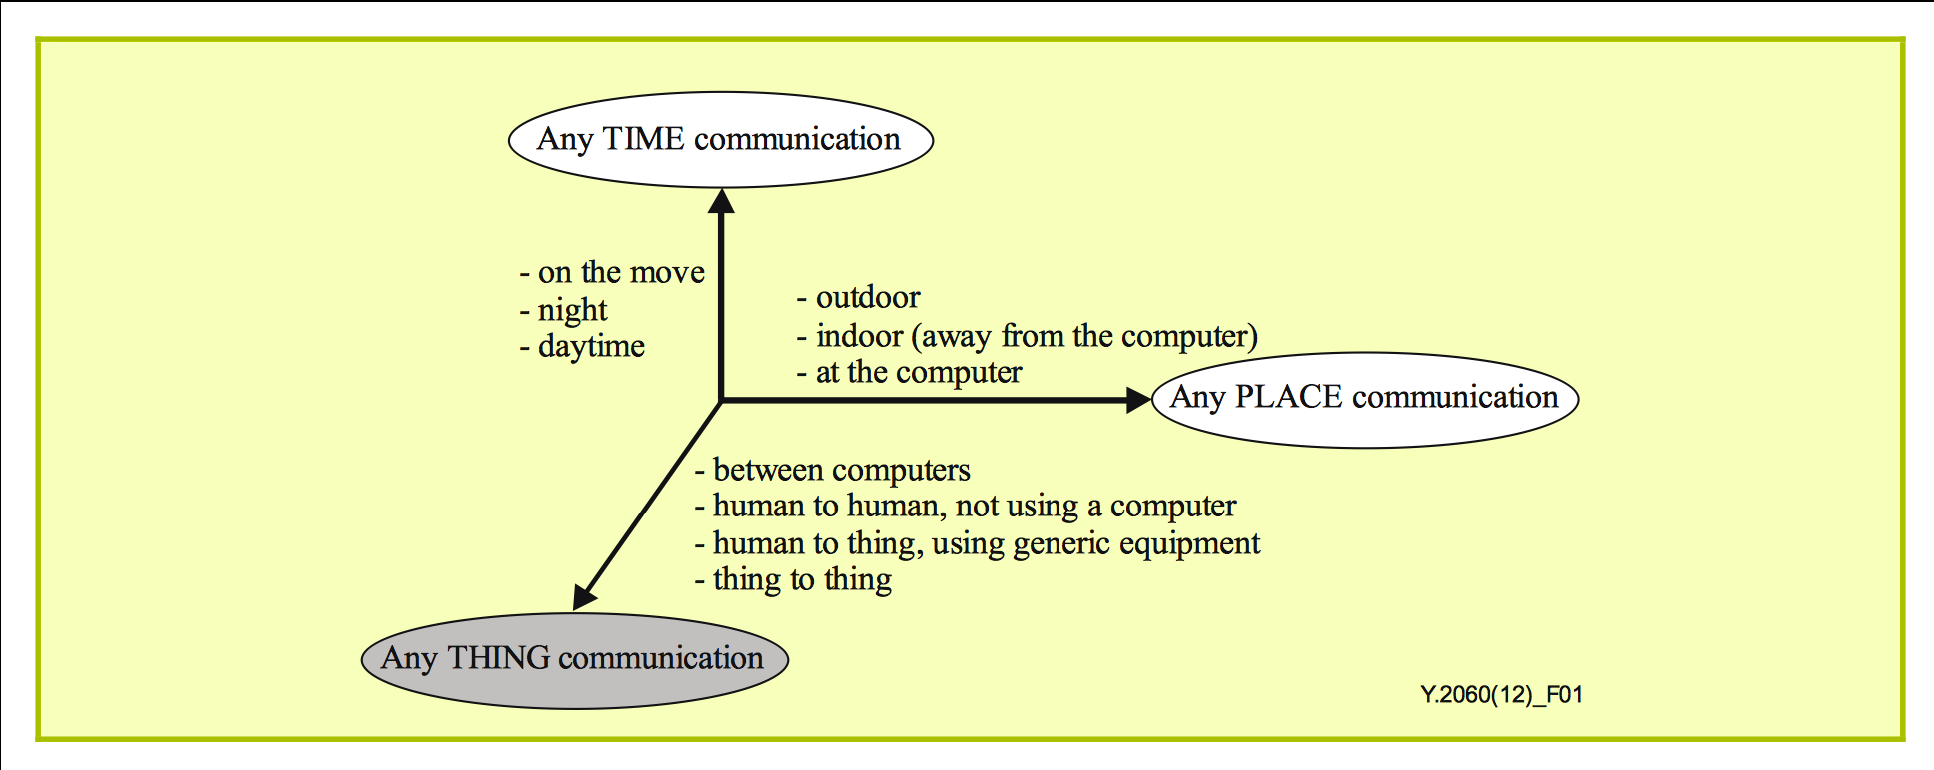 Any TIME communication
- on the move
- night
- daytime
- outdoor
- indoor (away from the computer)
- at the computer
Any PLACE communication
- between computers
- human to human, not using a computer
- human to thing, using generic equipment
- thing to thing
Any THING communication
Y.2060(12)_F01